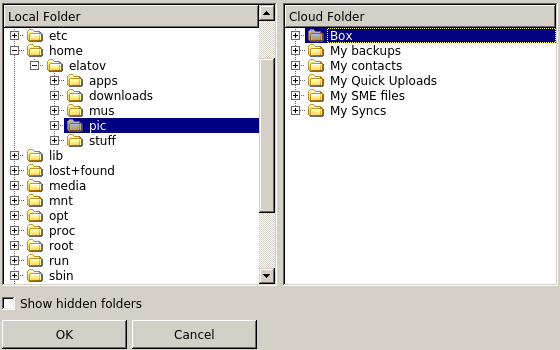 Local Folder
etc
home
elatov
apps
downloads
mus
pic
stuff
lib
lost+found
media
mnt
opt
proc
root
run
sbin
Cloud Folder
Box
My backups
My contacts
My Quick Uploads
My SME files
My Syncs
Show hidden folders
OK
Cancel